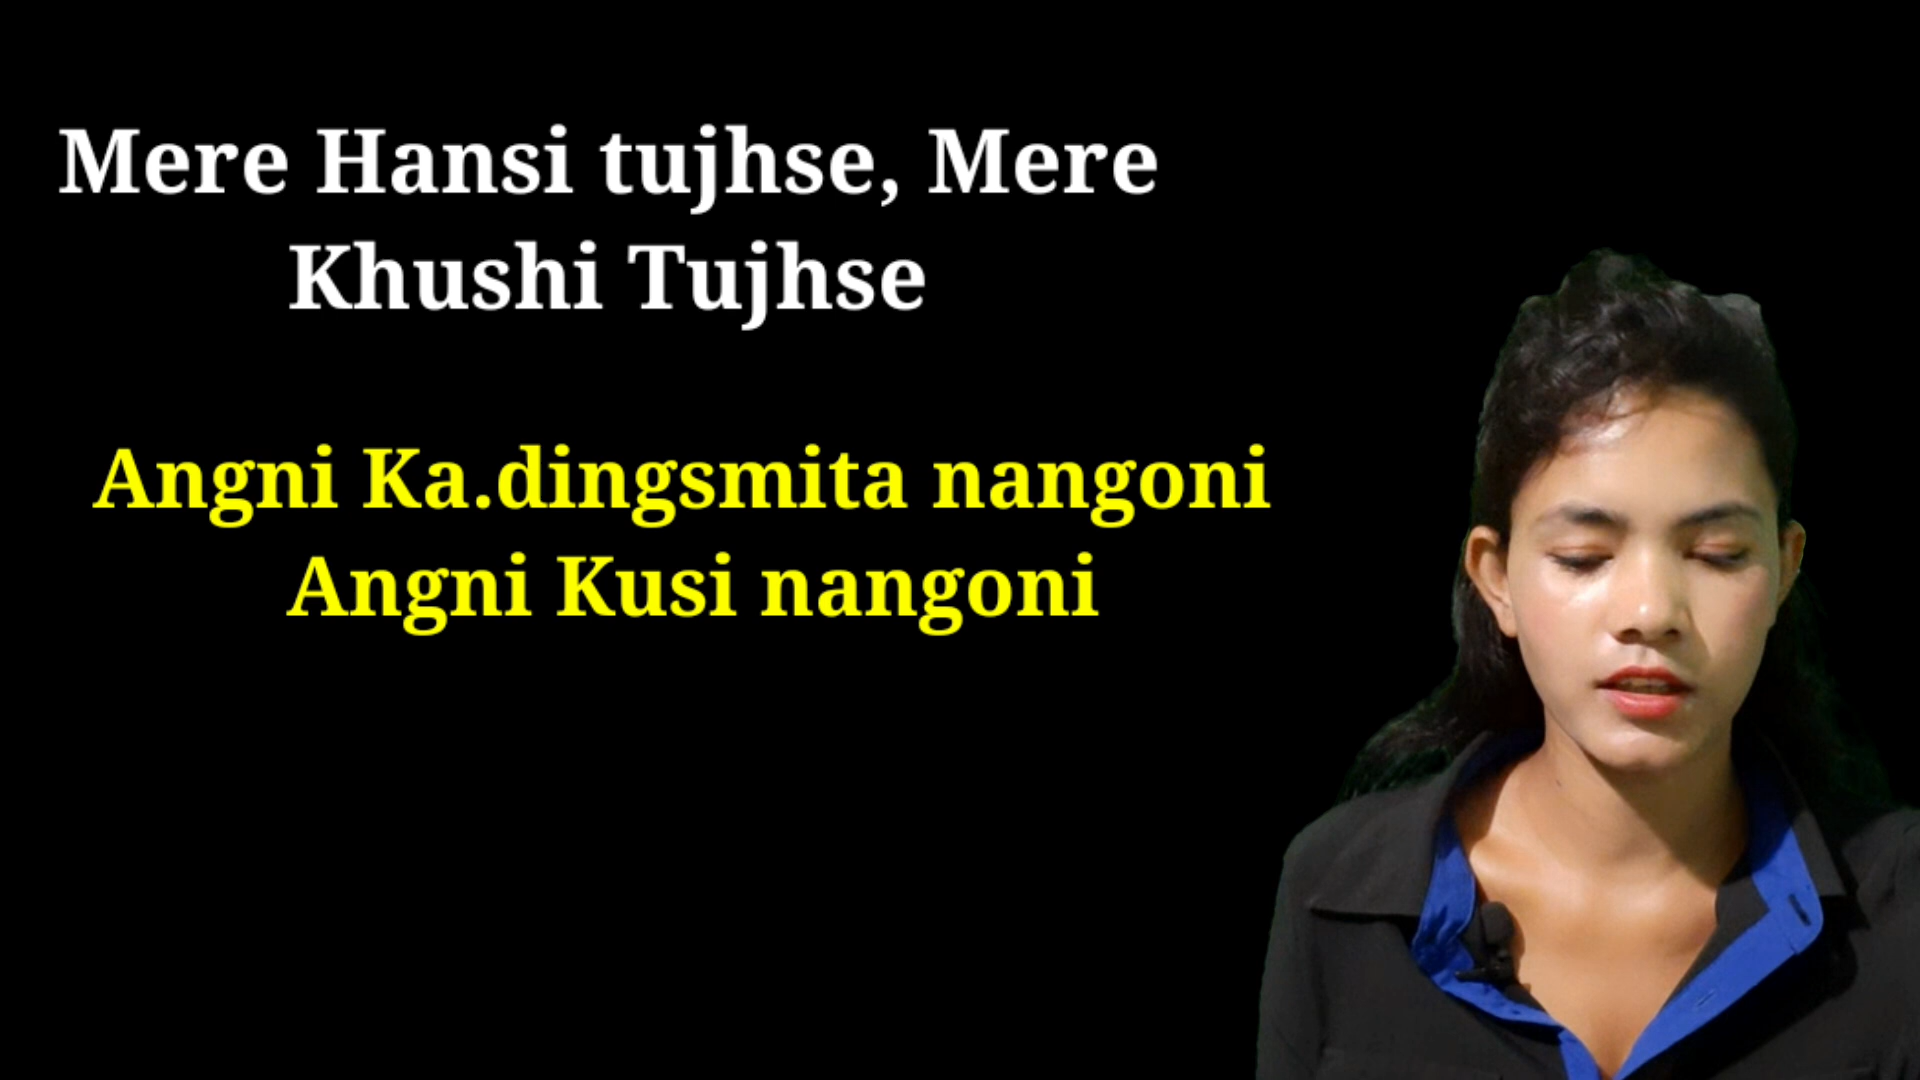 Mere Hansi tujhse, Mere
Khushi Tujhse
Angni Ka.dingsmita nangoni
Angni Kusi nangoni